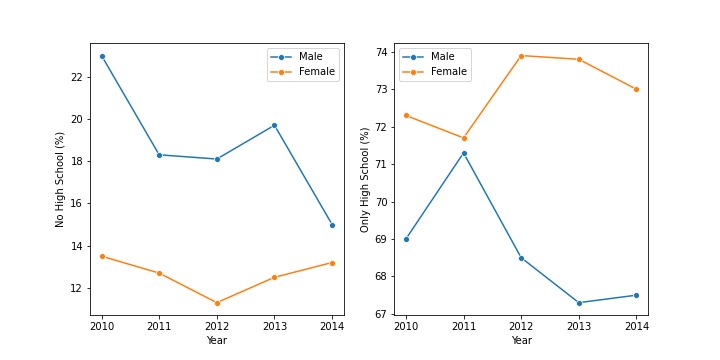 Male
Female
22
20
18
16
14
12
No High School (%)
2010 2011 2012 2013 2014
Year
Male
Female
74
73
72
71
70
69
68
67
Only High School (%)
2010 2011 2012 2013 2014
Year